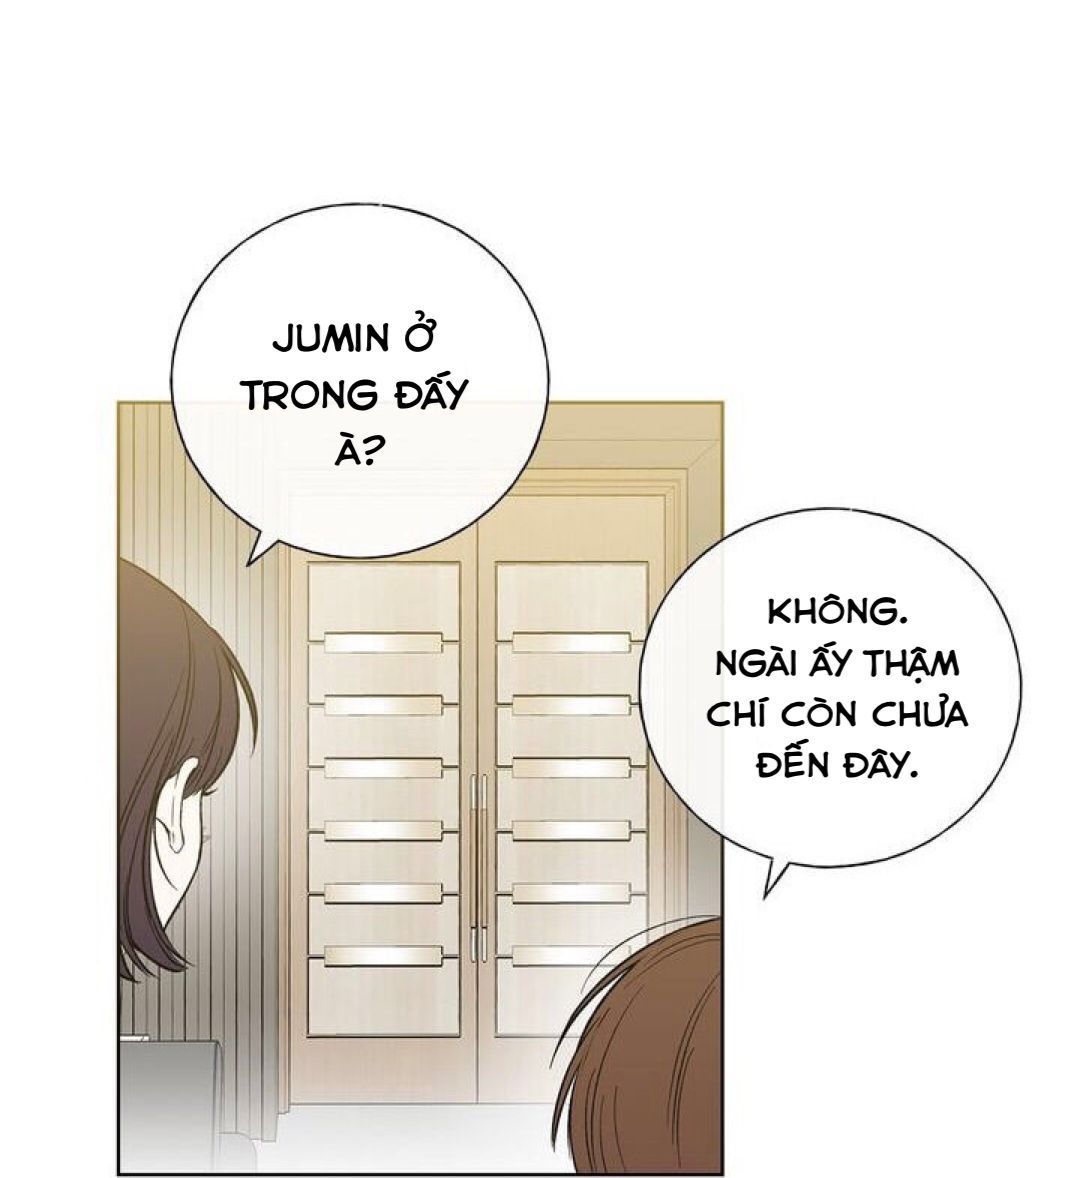 JUMIN Ở
TRONG ĐẤY
À?
KHÔNG.
NGÀI ẤY THẬM
CHÍ CÒN CHƯA
ĐẾN ĐÂY.